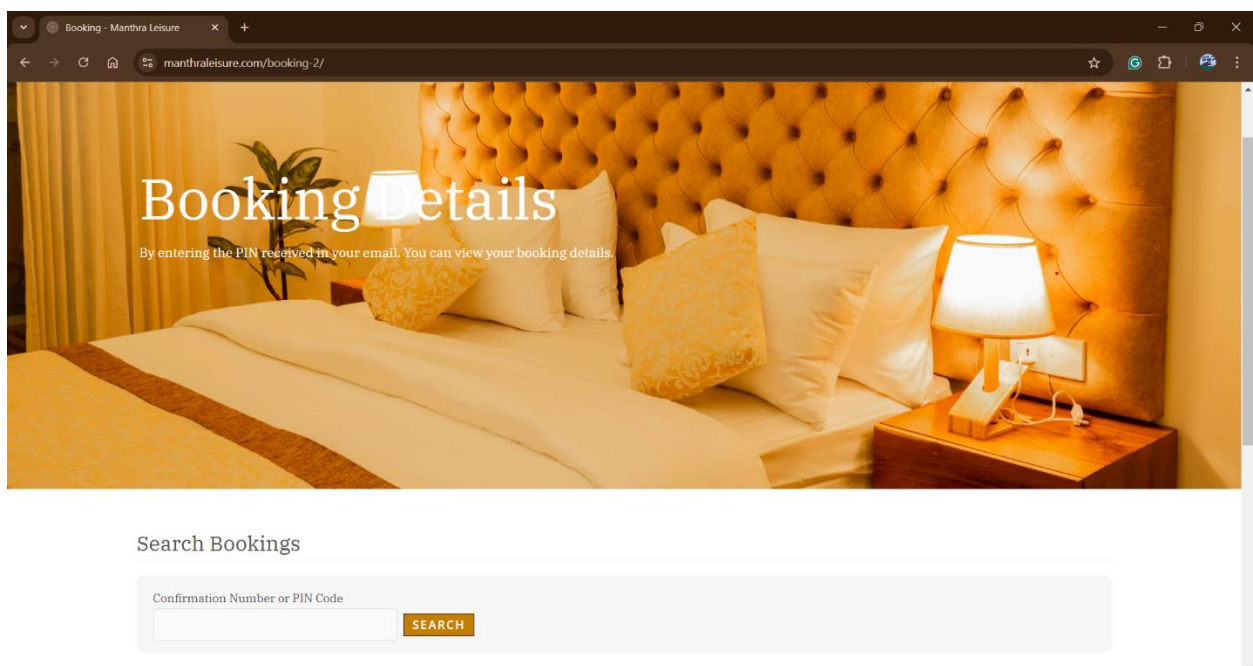 Booking - Manthra Leisure
manthraleisure.com/booking-2/
Booking Details
By entering the PIN received in your email. You can view your booking details.
Search Bookings
Confirmation Number or PIN Code
SEARCH